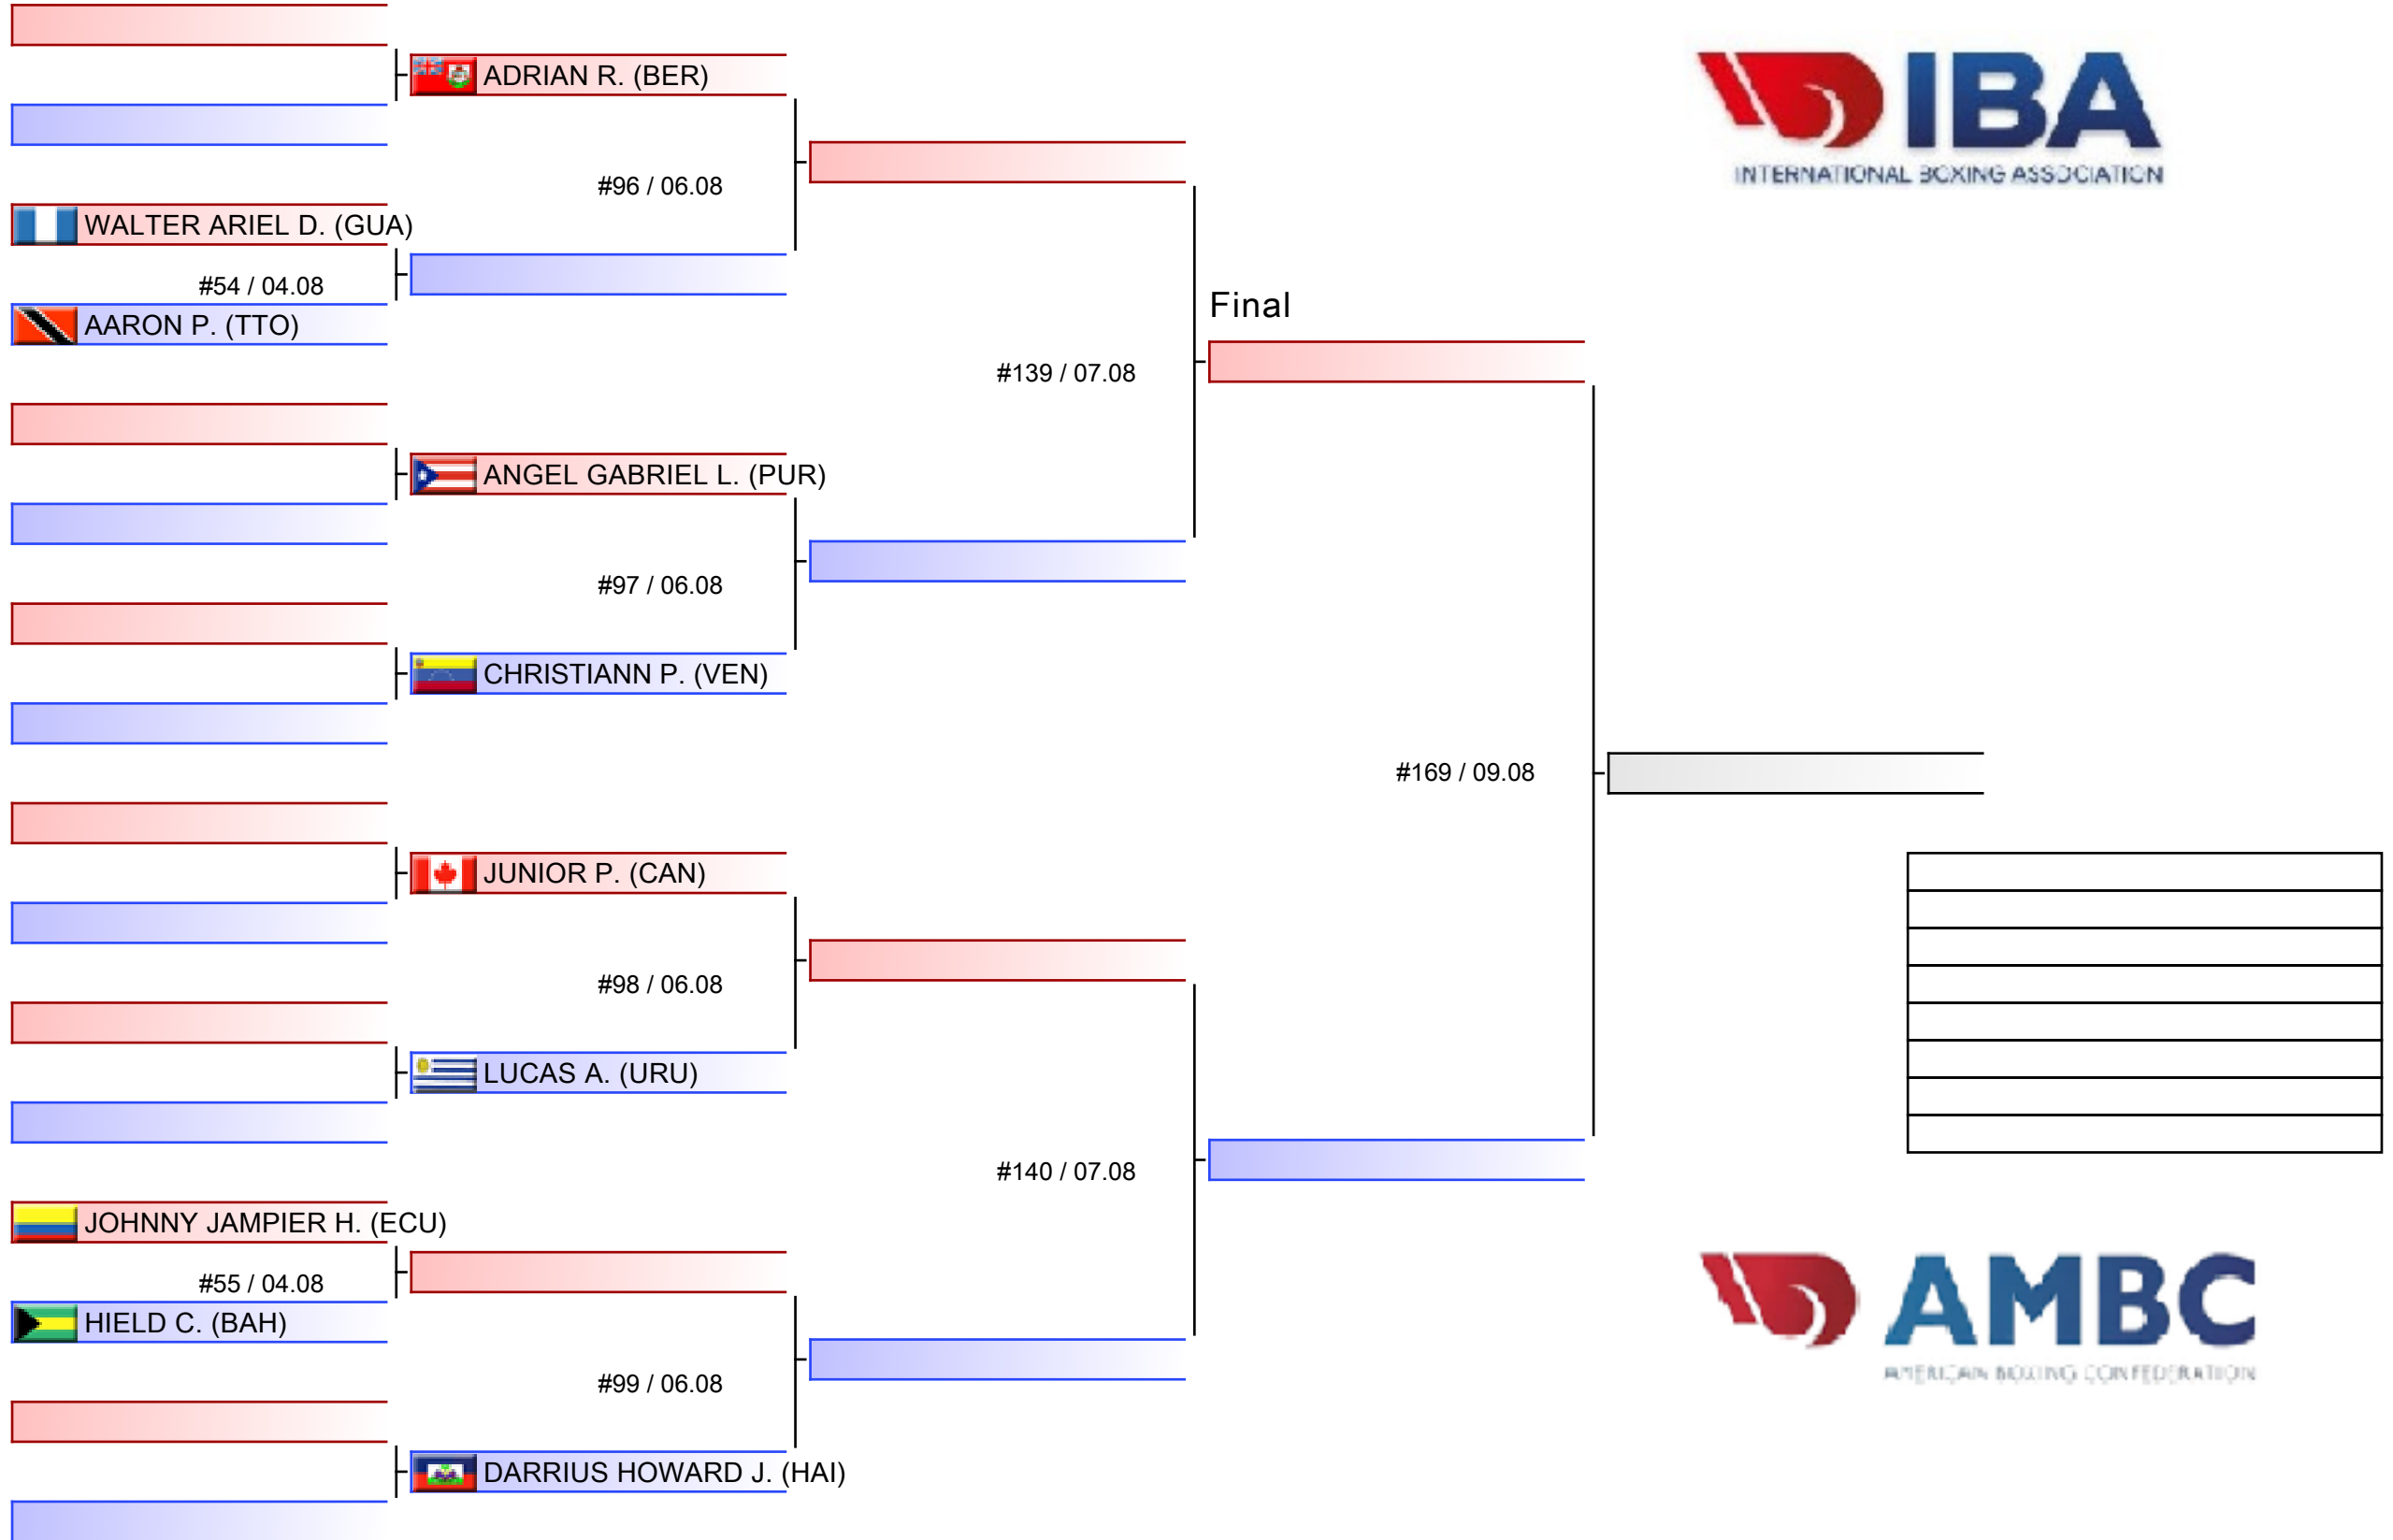 ADRIAN R. (BER)
#96 / 06.08
WALTER ARIEL D. (GUA)
#54 / 04.08
AARON P. (TTO)
Final
#139 / 07.08
ANGEL GABRIEL L. (PUR)
#97 / 06.08
CHRISTIANN P. (VEN)
#169 / 09.08
JUNIOR P. (CAN)
#98 / 06.08
LUCAS A. (URU)
#140 / 07.08
JOHNNY JAMPIER H. (ECU)
#55 / 04.08
HIELD C. (BAH)
#99 / 06.08
DARRIUS HOWARD J. (HAI)
IBA
INTERNATIONAL BOXING ASSOCIATION
AMBC
AMERICAN BOXING CONFEDERATION